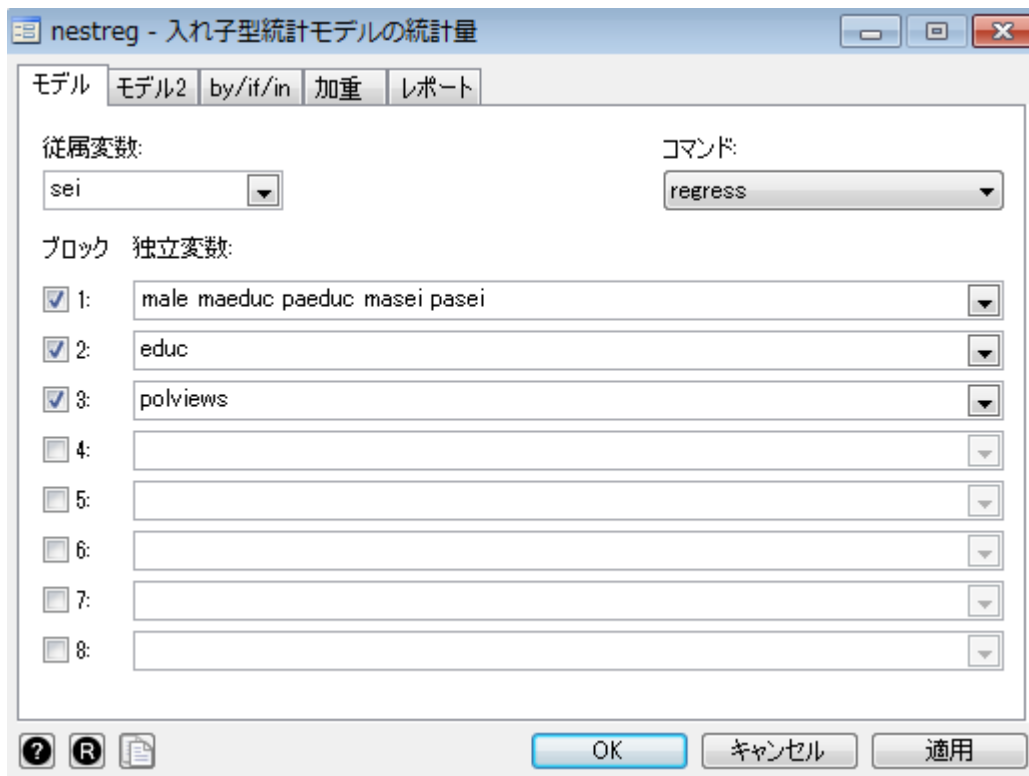 nestreg - 入れ子型統計モデルの統計量
モデル モデル2 by/if/in 加重 レポート
従属変数: コマンド:
sei regress
ブロック 独立変数:
1: male maeduc paeduc masei pasei
2: educ
3: polviews
4:
5:
6:
7:
8:
? R OK キャンセル 適用